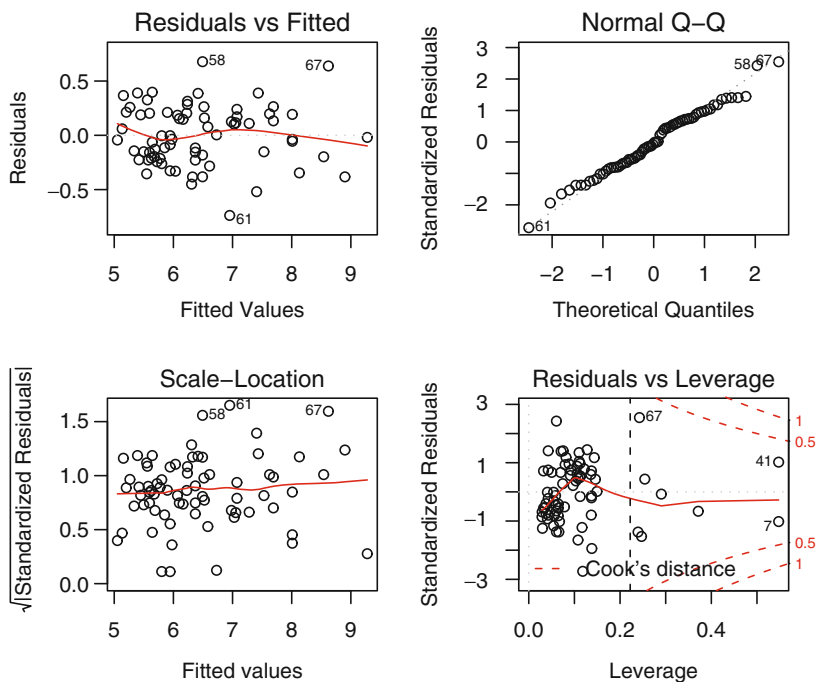 Residuals vs Fitted
Residuals
0.5
0.0
−0.5
58
67
61
5 6 7 8 9
Fitted Values
Normal Q−Q
Standardized Residuals
3
2
1
0
−2
58
67
61
−2 −1 0 1 2
Theoretical Quantiles
Scale−Location
√|Standardized Residuals|
1.5
1.0
0.5
0.0
58
61
67
5 6 7 8 9
Fitted values
Residuals vs Leverage
Standardized Residuals
3
1
−1
−3
67
41
7
1
0.5
0.5
1
Cook's distance
0.0 0.2 0.4
Leverage